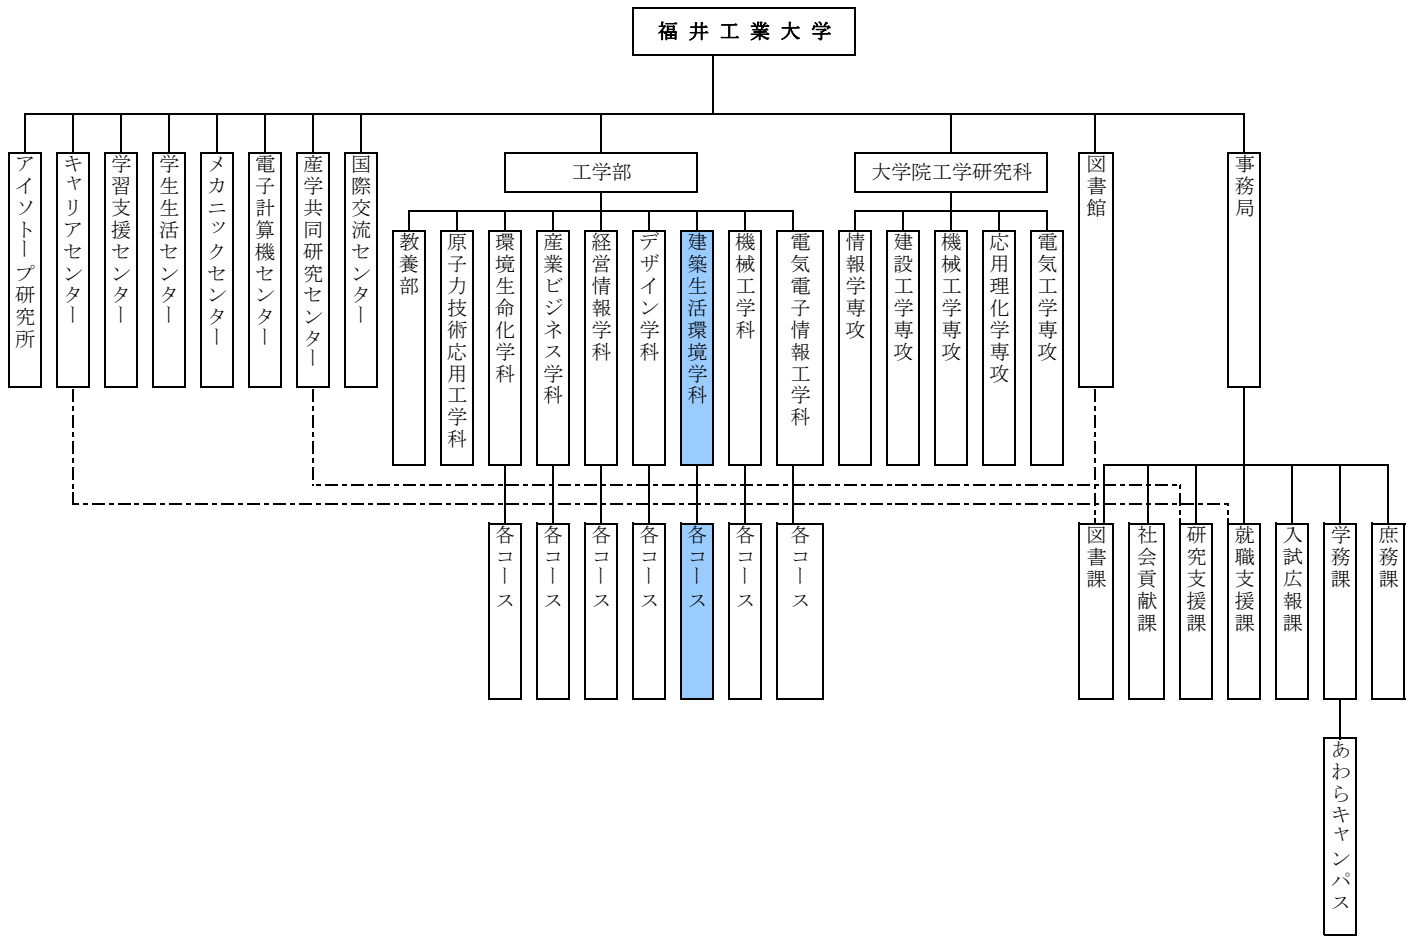 福井工業大学
工学部
大学院工学研究科
アイソトープ研究所
キャリアセンター
学習支援センター
学生生活センター
メカニックセンター
電子計算機センター
産学共同研究センター
国際交流センター
図書館
事務局
教養部
原子力技術応用工学科
環境生命化学科
産業ビジネス学科
経営情報学科
デザイン学科
建築生活環境学科
機械工学科
電気電子情報工学科
情報学専攻
建設工学専攻
機械工学専攻
応用理化学専攻
電気工学専攻
各コース
各コース
各コース
各コース
各コース
各コース
各コース
図書課
社会貢献課
研究支援課
就職支援課
入試広報課
学務課
庶務課
あわらキャンパス